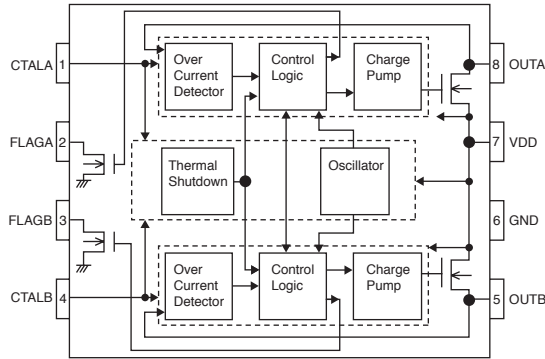 CTALA 1
FLAGA 2
FLAGB 3
CTALB 4
8 OUTA
7 VDD
6 GND
5 OUTB
Over
Current
Detector
Control
Logic
Charge
Pump
Thermal
Shutdown
Oscillator
Over
Current
Detector
Control
Logic
Charge
Pump